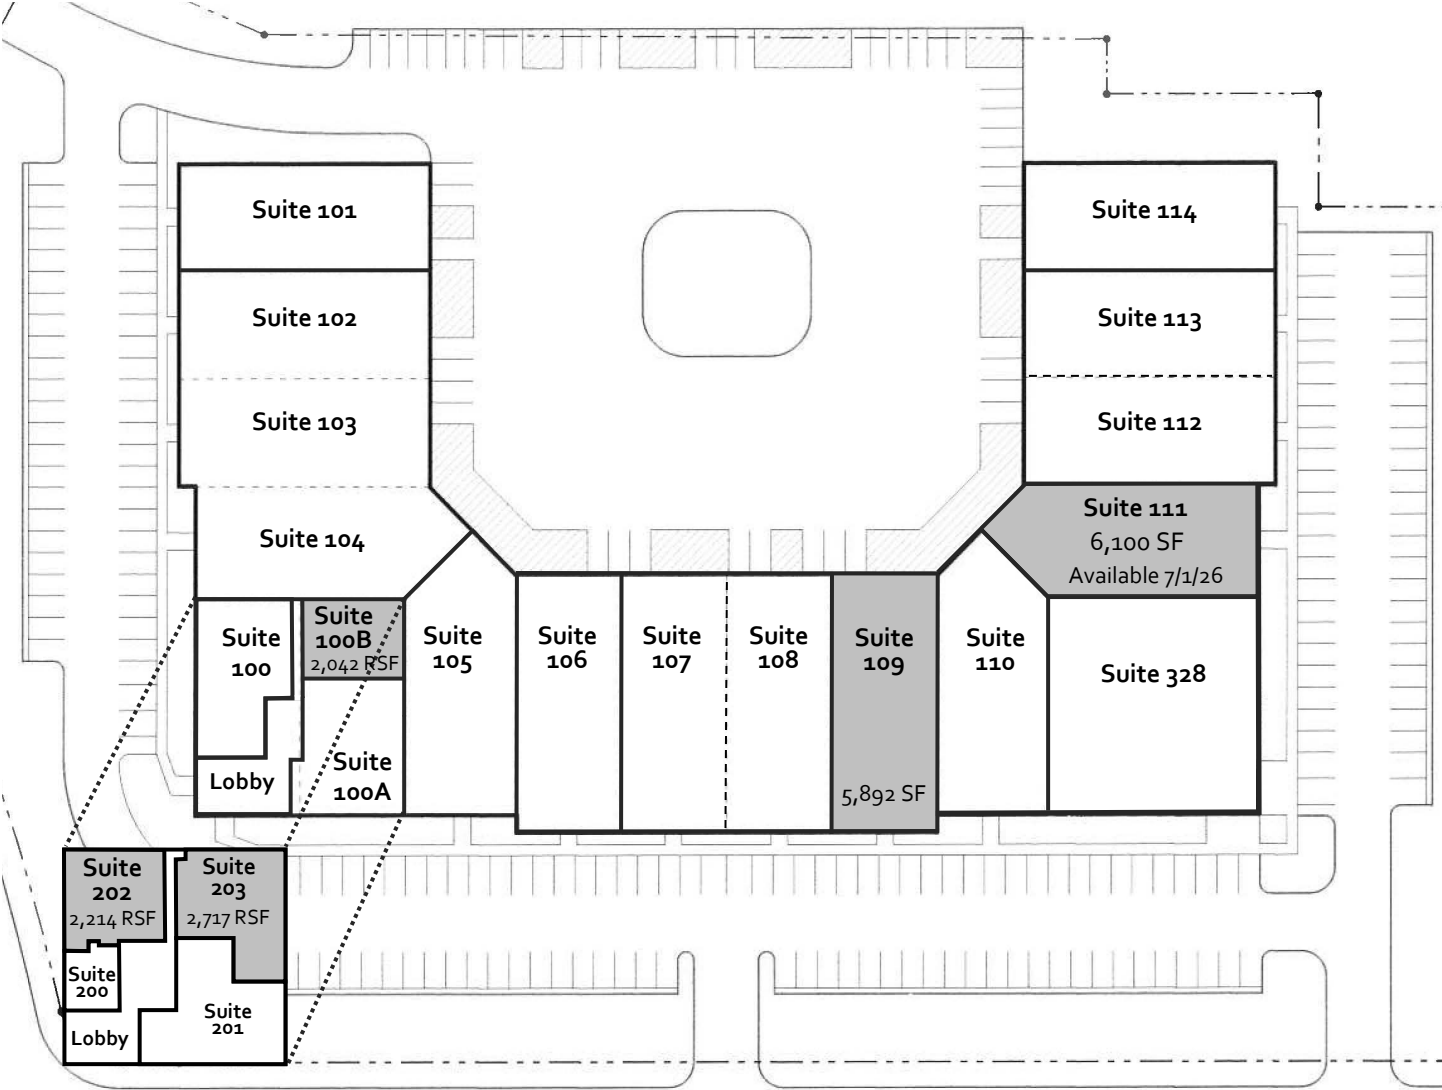 Suite 101
Suite 114
Suite 102
Suite 113
Suite 103
Suite 112
Suite 104
Suite 111
6,100 SF
Available 7/1/26
Suite
100
Suite
100B
2,042 RSF
Suite
105
Suite
106
Suite
107
Suite
108
Suite
109
5,892 SF
Suite
110
Suite 328
Lobby
Suite
100A
Suite
202
2,214 RSF
Suite
203
2,717 RSF
Suite
200
Suite
201
Lobby